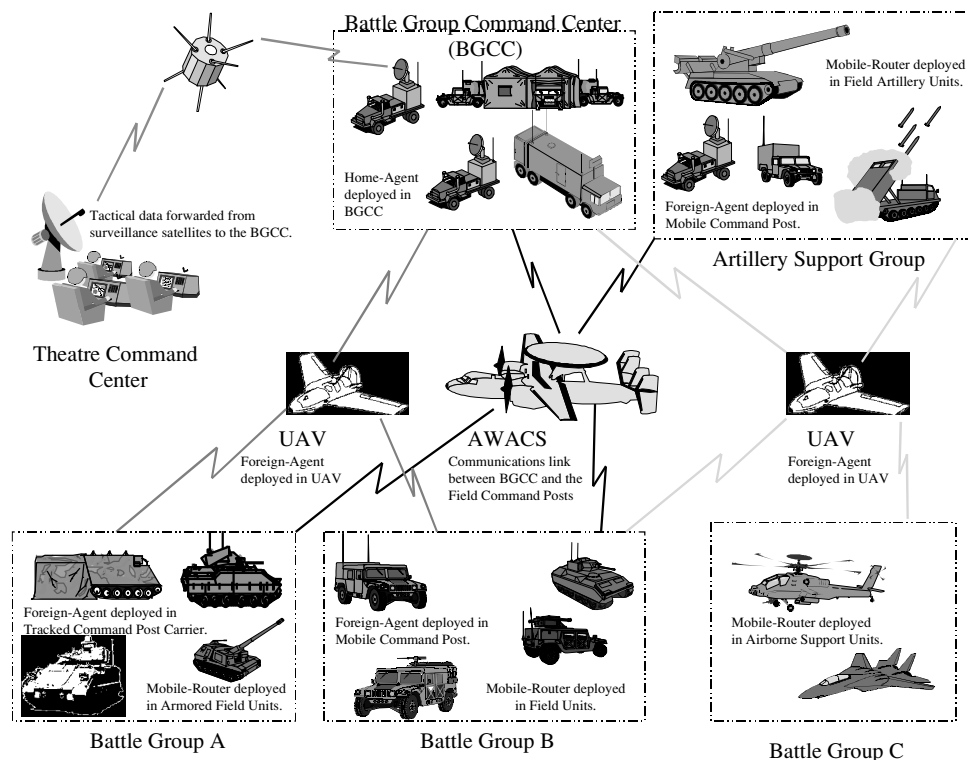 Battle Group Command Center
(BGCC)
Mobile-Router deployed
in Field Artillery Units.
Home-Agent
deployed in
BGCC
Foreign-Agent deployed in
Mobile Command Post.
Tactical data forwarded from
surveillance satellites to the BGCC.
Artillery Support Group
Theatre Command
Center
UAV
Foreign-Agent
deployed in UAV
AWACS
Communications link
between BGCC and the
Field Command Posts
UAV
Foreign-Agent
deployed in UAV
Foreign-Agent deployed in
Tracked Command Post Carrier.
Mobile-Router deployed
in Armored Field Units.
Battle Group A
Foreign-Agent deployed in
Mobile Command Post.
Mobile-Router deployed
in Field Units.
Battle Group B
Mobile-Router deployed
in Airborne Support Units.
Battle Group C